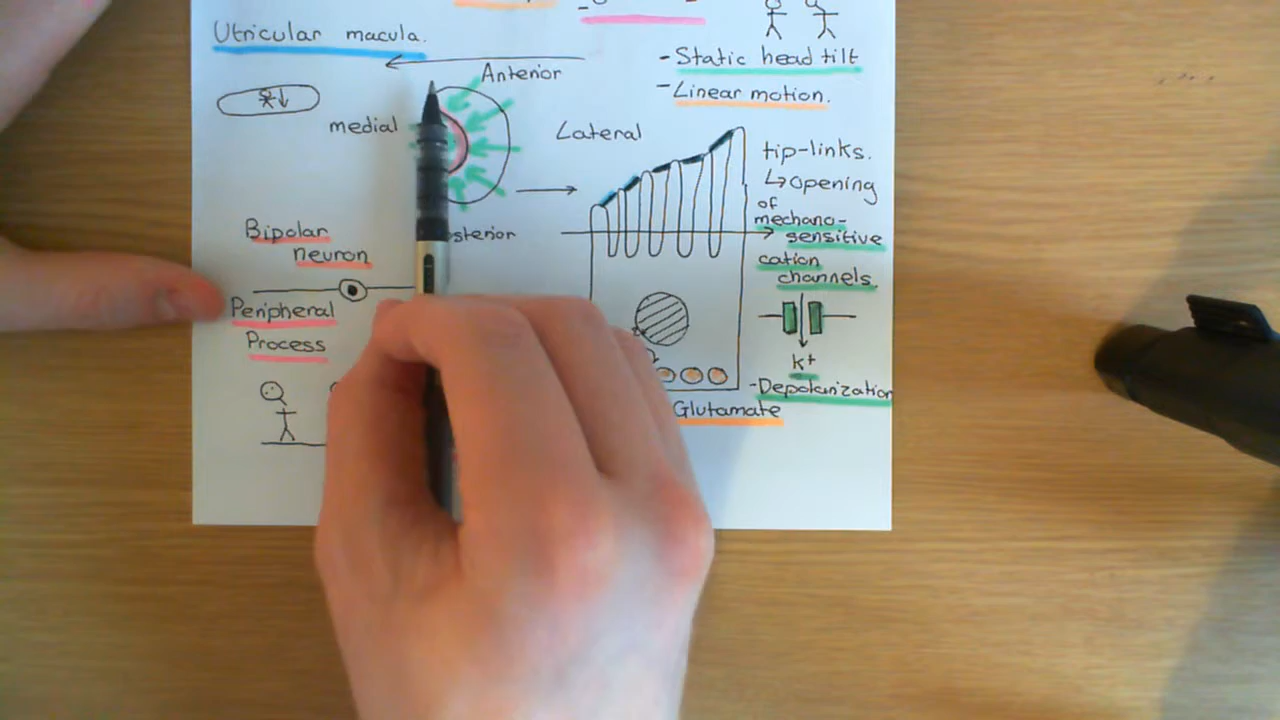 Utricular macula.
Anterior
medial
Lateral
Bipolar
neuron
Peripheral
Process
- Static head tilt
- Linear motion.
tip-links.
↳ opening
of
mechano-
sensitive
cation
channels.
K+
- Depolarization
Glutamate